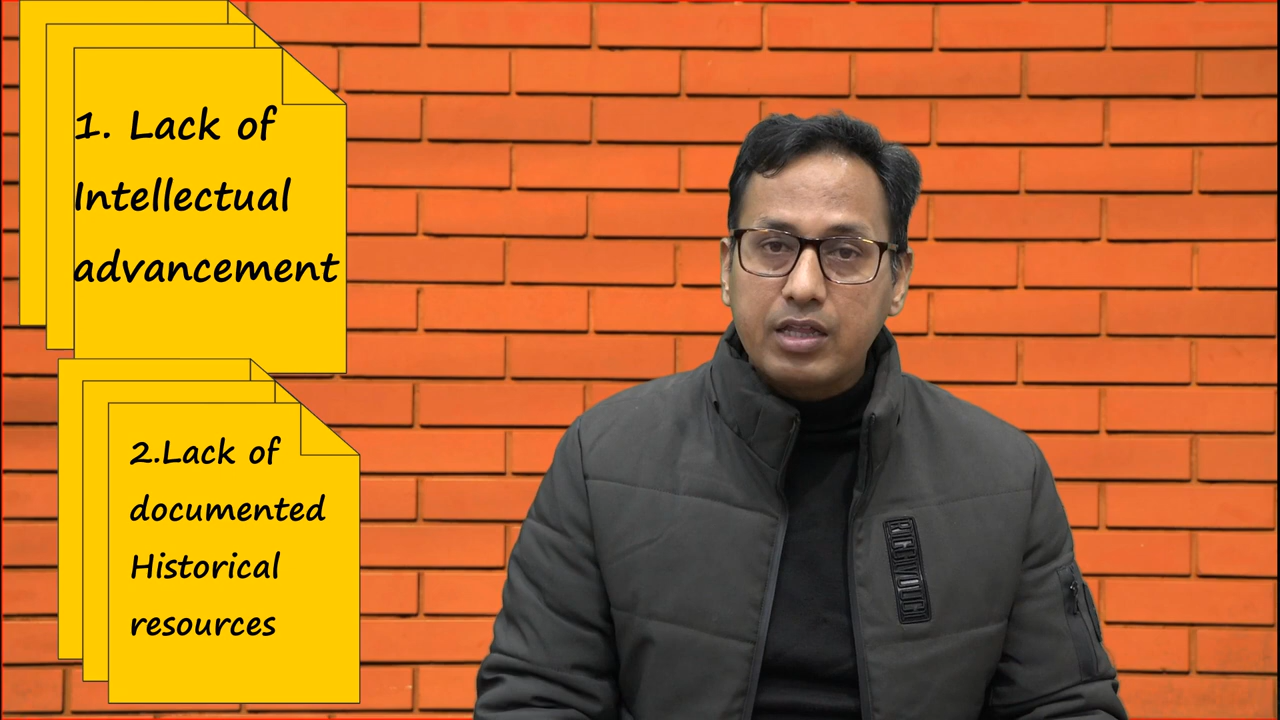 1. Lack of
Intellectual
advancement
2.Lack of
documented
Historical
resources